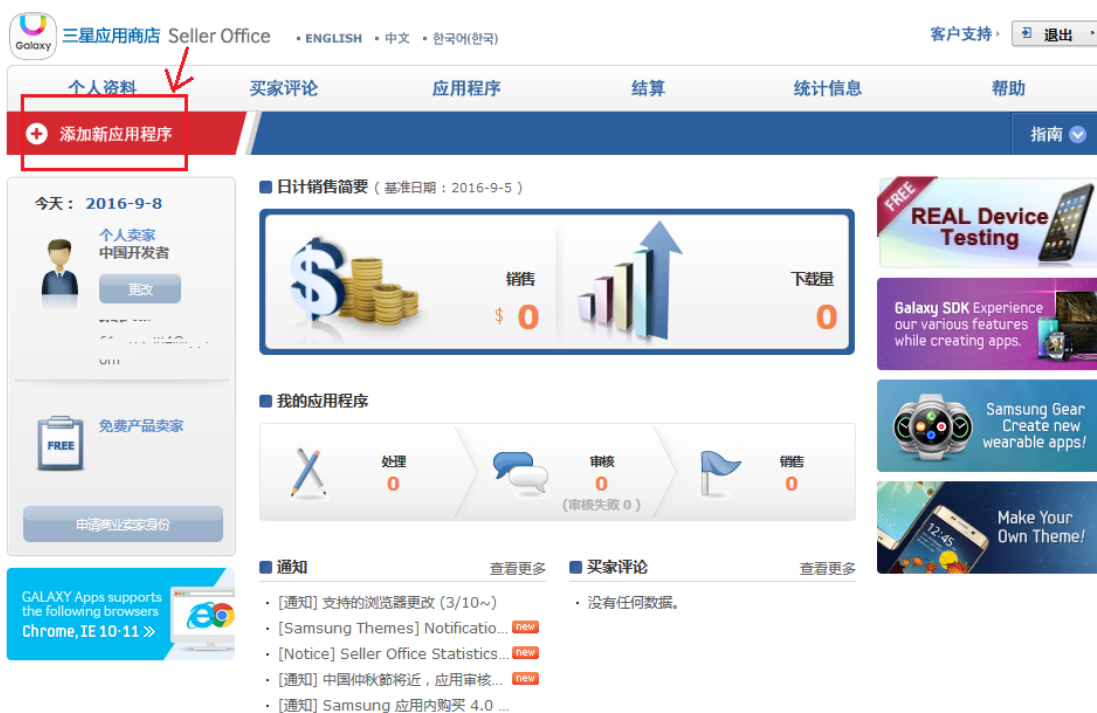 Galaxy 三星应用商店 Seller Office • ENGLISH • 中文 • 한국어(한국) 客户支持 退出
个人资料 买家评论 应用程序 结算 统计信息 帮助
添加新应用程序 指南
今天： 2016-9-8
个人卖家
中国开发者
更改
免费产品卖家
FREE
申请商业卖家身份
GALAXY Apps supports
the following browsers
Chrome, IE 10·11 »
日计销售简要 ( 基准日期：2016-9-5 )
销售
$ 0
下载量
0
我的应用程序
处理
0
审核
0
(审核失败 0 )
销售
0
通知 查看更多
· [通知] 支持的浏览器更改 (3/10~)
· [Samsung Themes] Notificatio... new
· [Notice] Seller Office Statistics... new
· [通知] 中国仲秋節将近，应用审核... new
· [通知] Samsung 应用内购买 4.0 ...
买家评论 查看更多
· 没有任何数据。
FREE
REAL Device
Testing
Galaxy SDK Experience
our various features
while creating apps.
Samsung Gear
Create new
wearable apps!
12:45
Make Your
Own Theme!